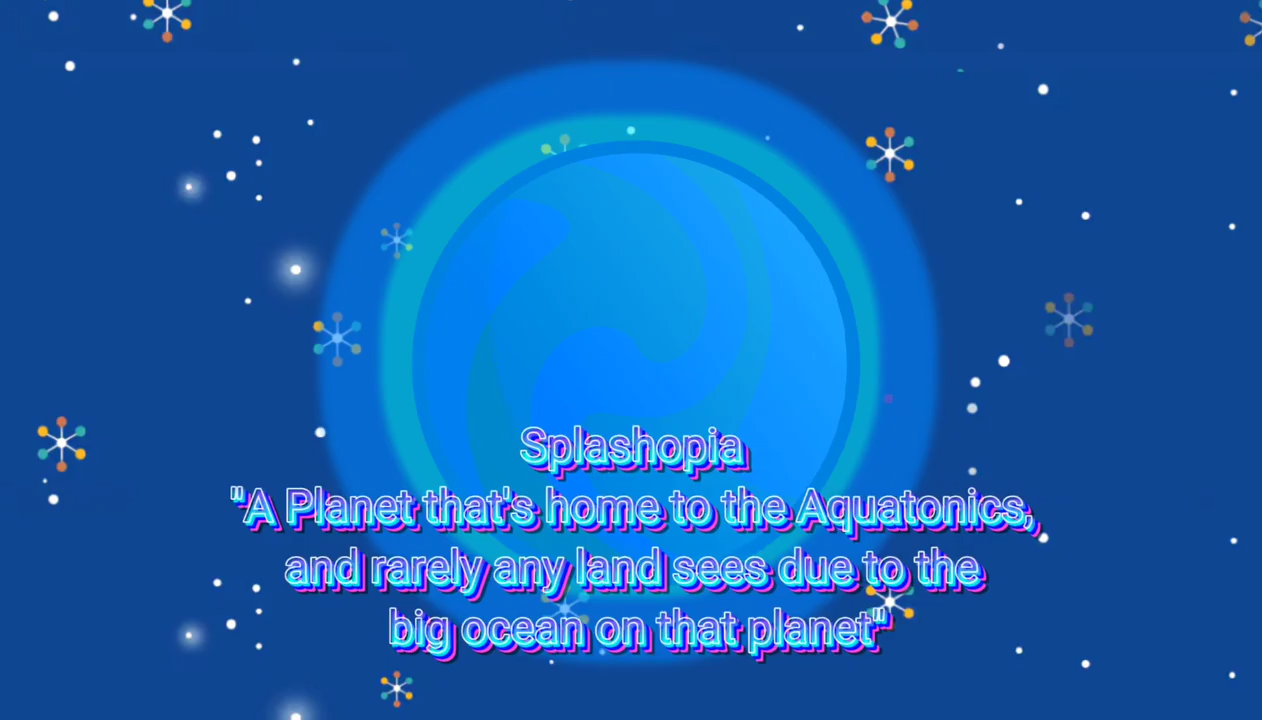 Splashopia
"A Planet that's home to the Aquatonics,
and rarely any land sees due to the
big ocean on that planet"